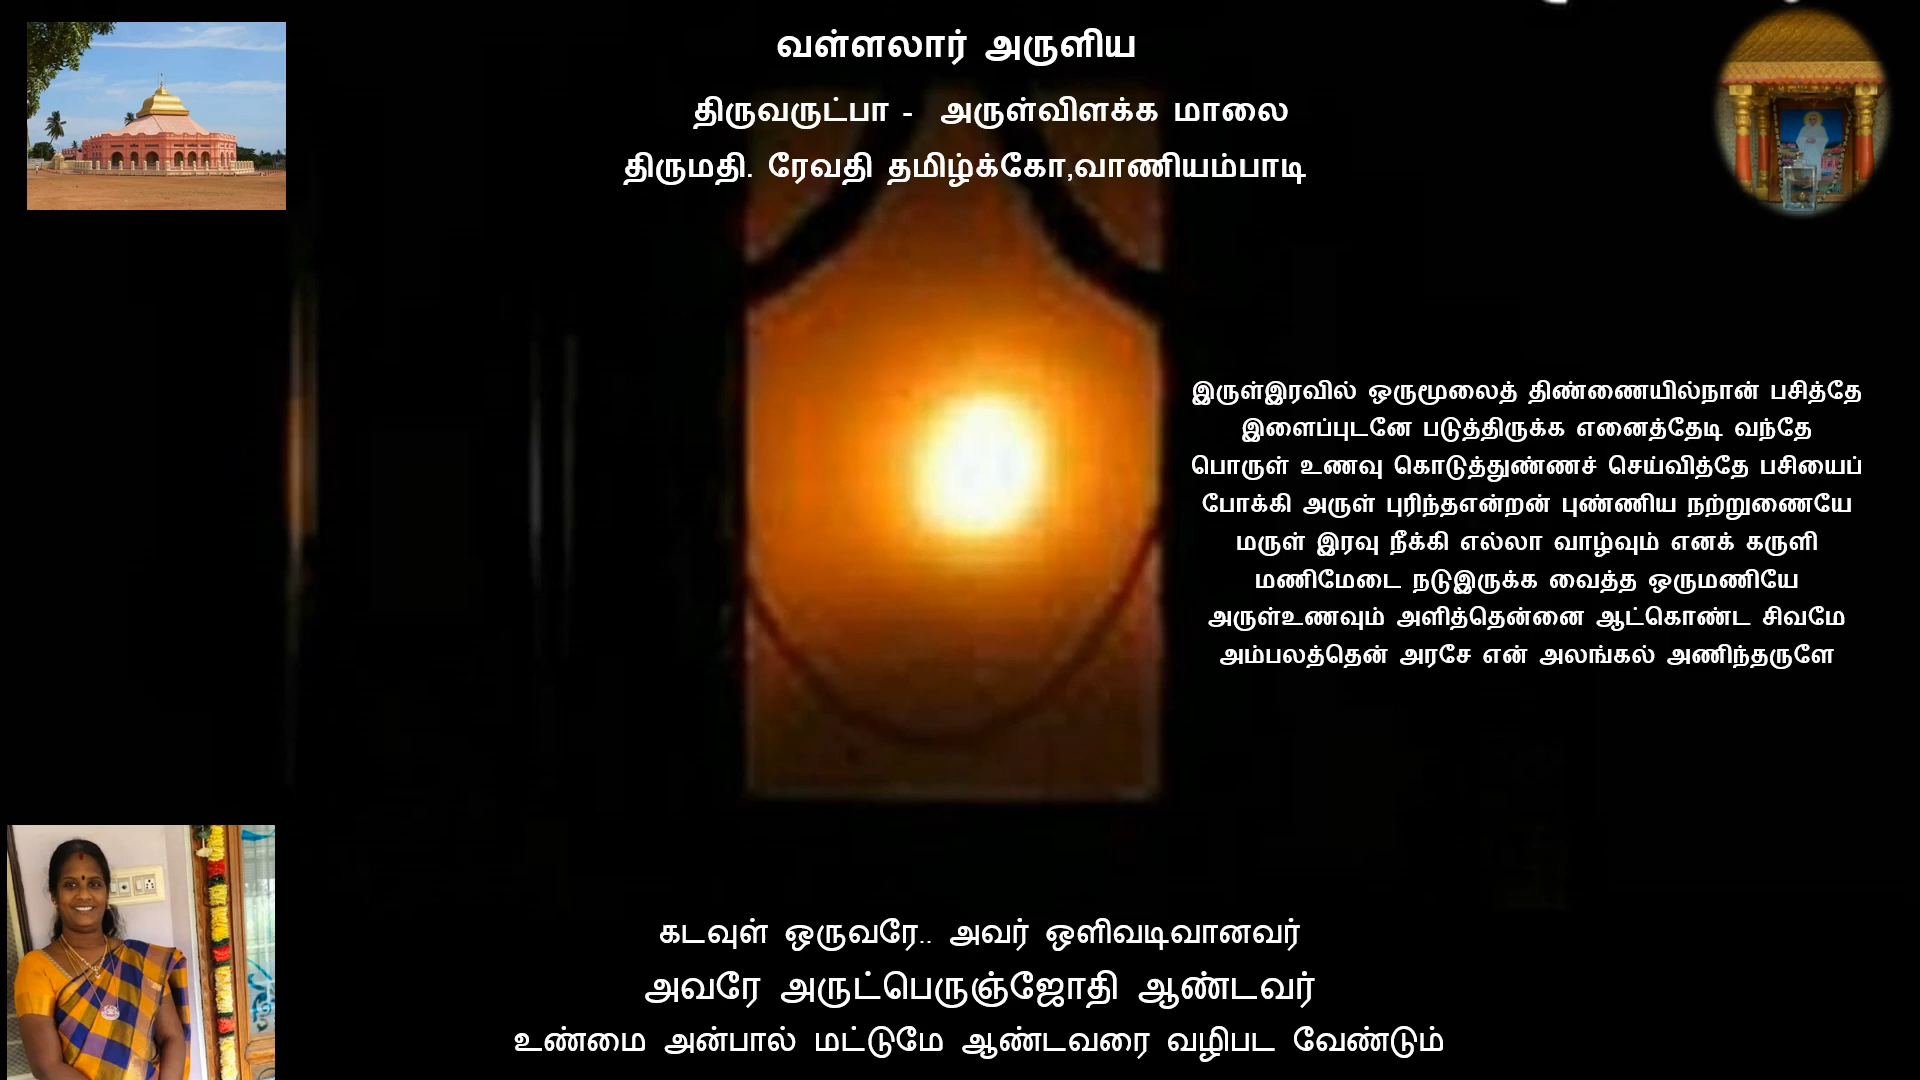 வள்ளலார் அருளிய
திருவருட்பா - அருள்விளக்க மாலை
திருமதி. ரேவதி தமிழ்க்கோ,வாணியம்பாடி
இருள்இரவில் ஒருமூலைத் திண்ணையில்நான் பசித்தே
இளைப்புடனே படுத்திருக்க எனைத்தேடி வந்தே
பொருள் உணவு கொடுத்துண்ணச் செய்வித்தே பசியைப்
போக்கி அருள் புரிந்தஎன்றன் புண்ணிய நற்றுணையே
மருள் இரவு நீக்கி எல்லா வாழ்வும் எனக் கருளி
மணிமேடை நடுஇருக்க வைத்த ஒருமணியே
அருள்உணவும் அளித்தென்னை ஆட்கொண்ட சிவமே
அம்பலத்தென் அரசே என் அலங்கல் அணிந்தருளே
கடவுள் ஒருவரே.. அவர் ஒளிவடிவானவர்
அவரே அருட்பெருஞ்ஜோதி ஆண்டவர்
உண்மை அன்பால் மட்டுமே ஆண்டவரை வழிபட வேண்டும்